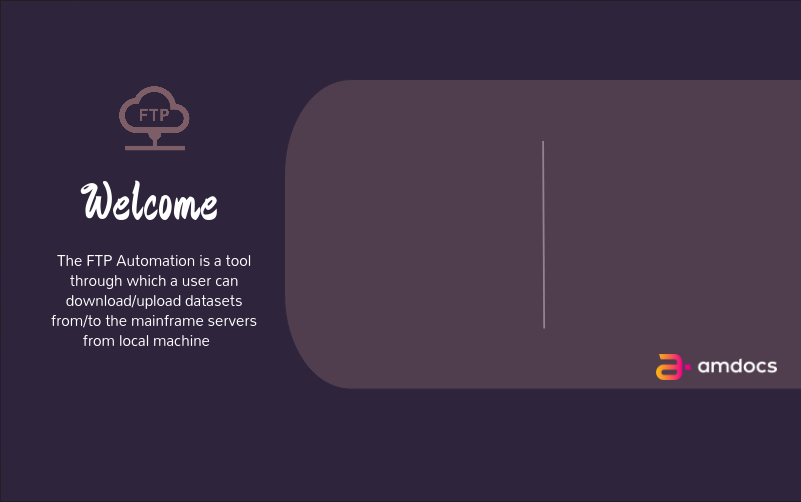 FTP
Welcome
The FTP Automation is a tool
through which a user can
download/upload datasets
from/to the mainframe servers
from local machine
amdocs